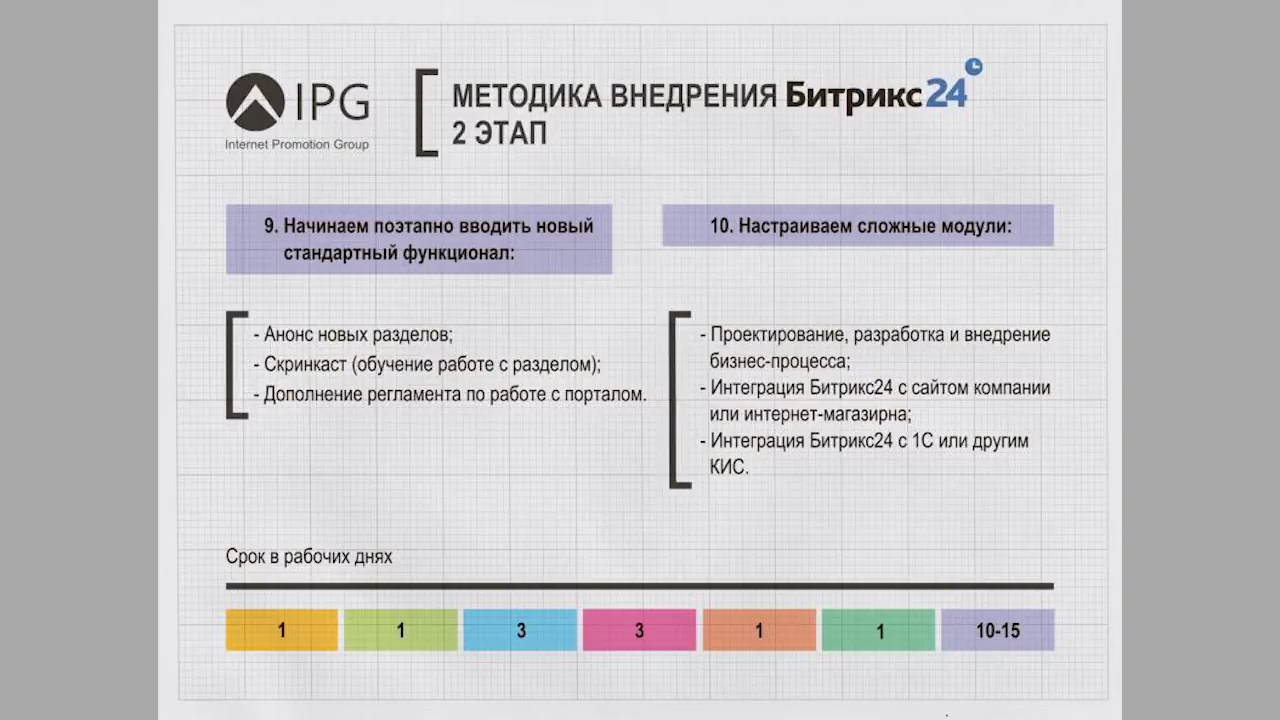 IPG
Internet Promotion Group
МЕТОДИКА ВНЕДРЕНИЯ Битрикс24
2 ЭТАП
9. Начинаем поэтапно вводить новый
стандартный функционал:
- Анонс новых разделов;
- Скринкаст (обучение работе с разделом);
- Дополнение регламента по работе с порталом.
10. Настраиваем сложные модули:
- Проектирование, разработка и внедрение
бизнес-процесса;
- Интеграция Битрикс24 с сайтом компании
или интернет-магазирна;
- Интеграция Битрикс24 с 1С или другим
КИС.
Срок в рабочих днях
1 1 3 3 1 1 10-15